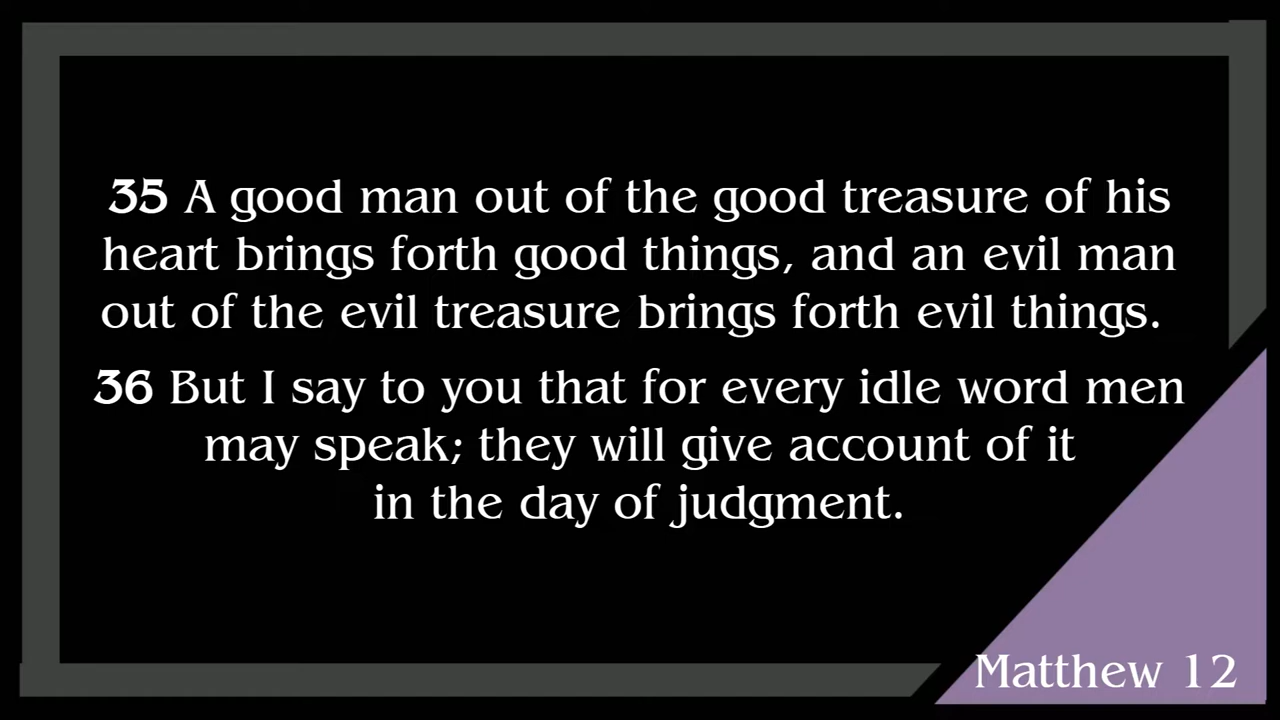 35 A good man out of the good treasure of his
heart brings forth good things, and an evil man
out of the evil treasure brings forth evil things.
36 But I say to you that for every idle word men
may speak; they will give account of it
in the day of judgment.
Matthew 12